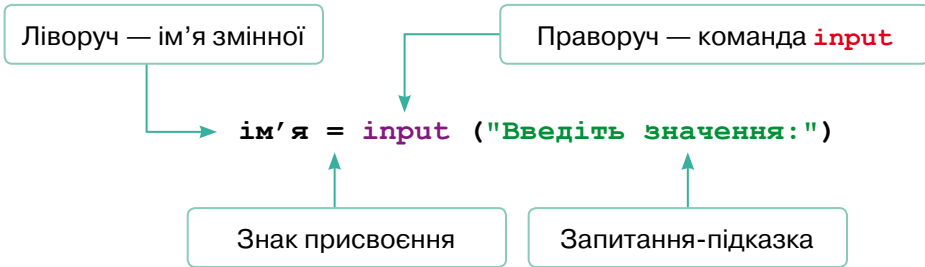 Ліворуч — ім’я змінної
Праворуч — команда input
ім’я = input ("Введіть значення:")
Знак присвоєння
Запитання-підказка